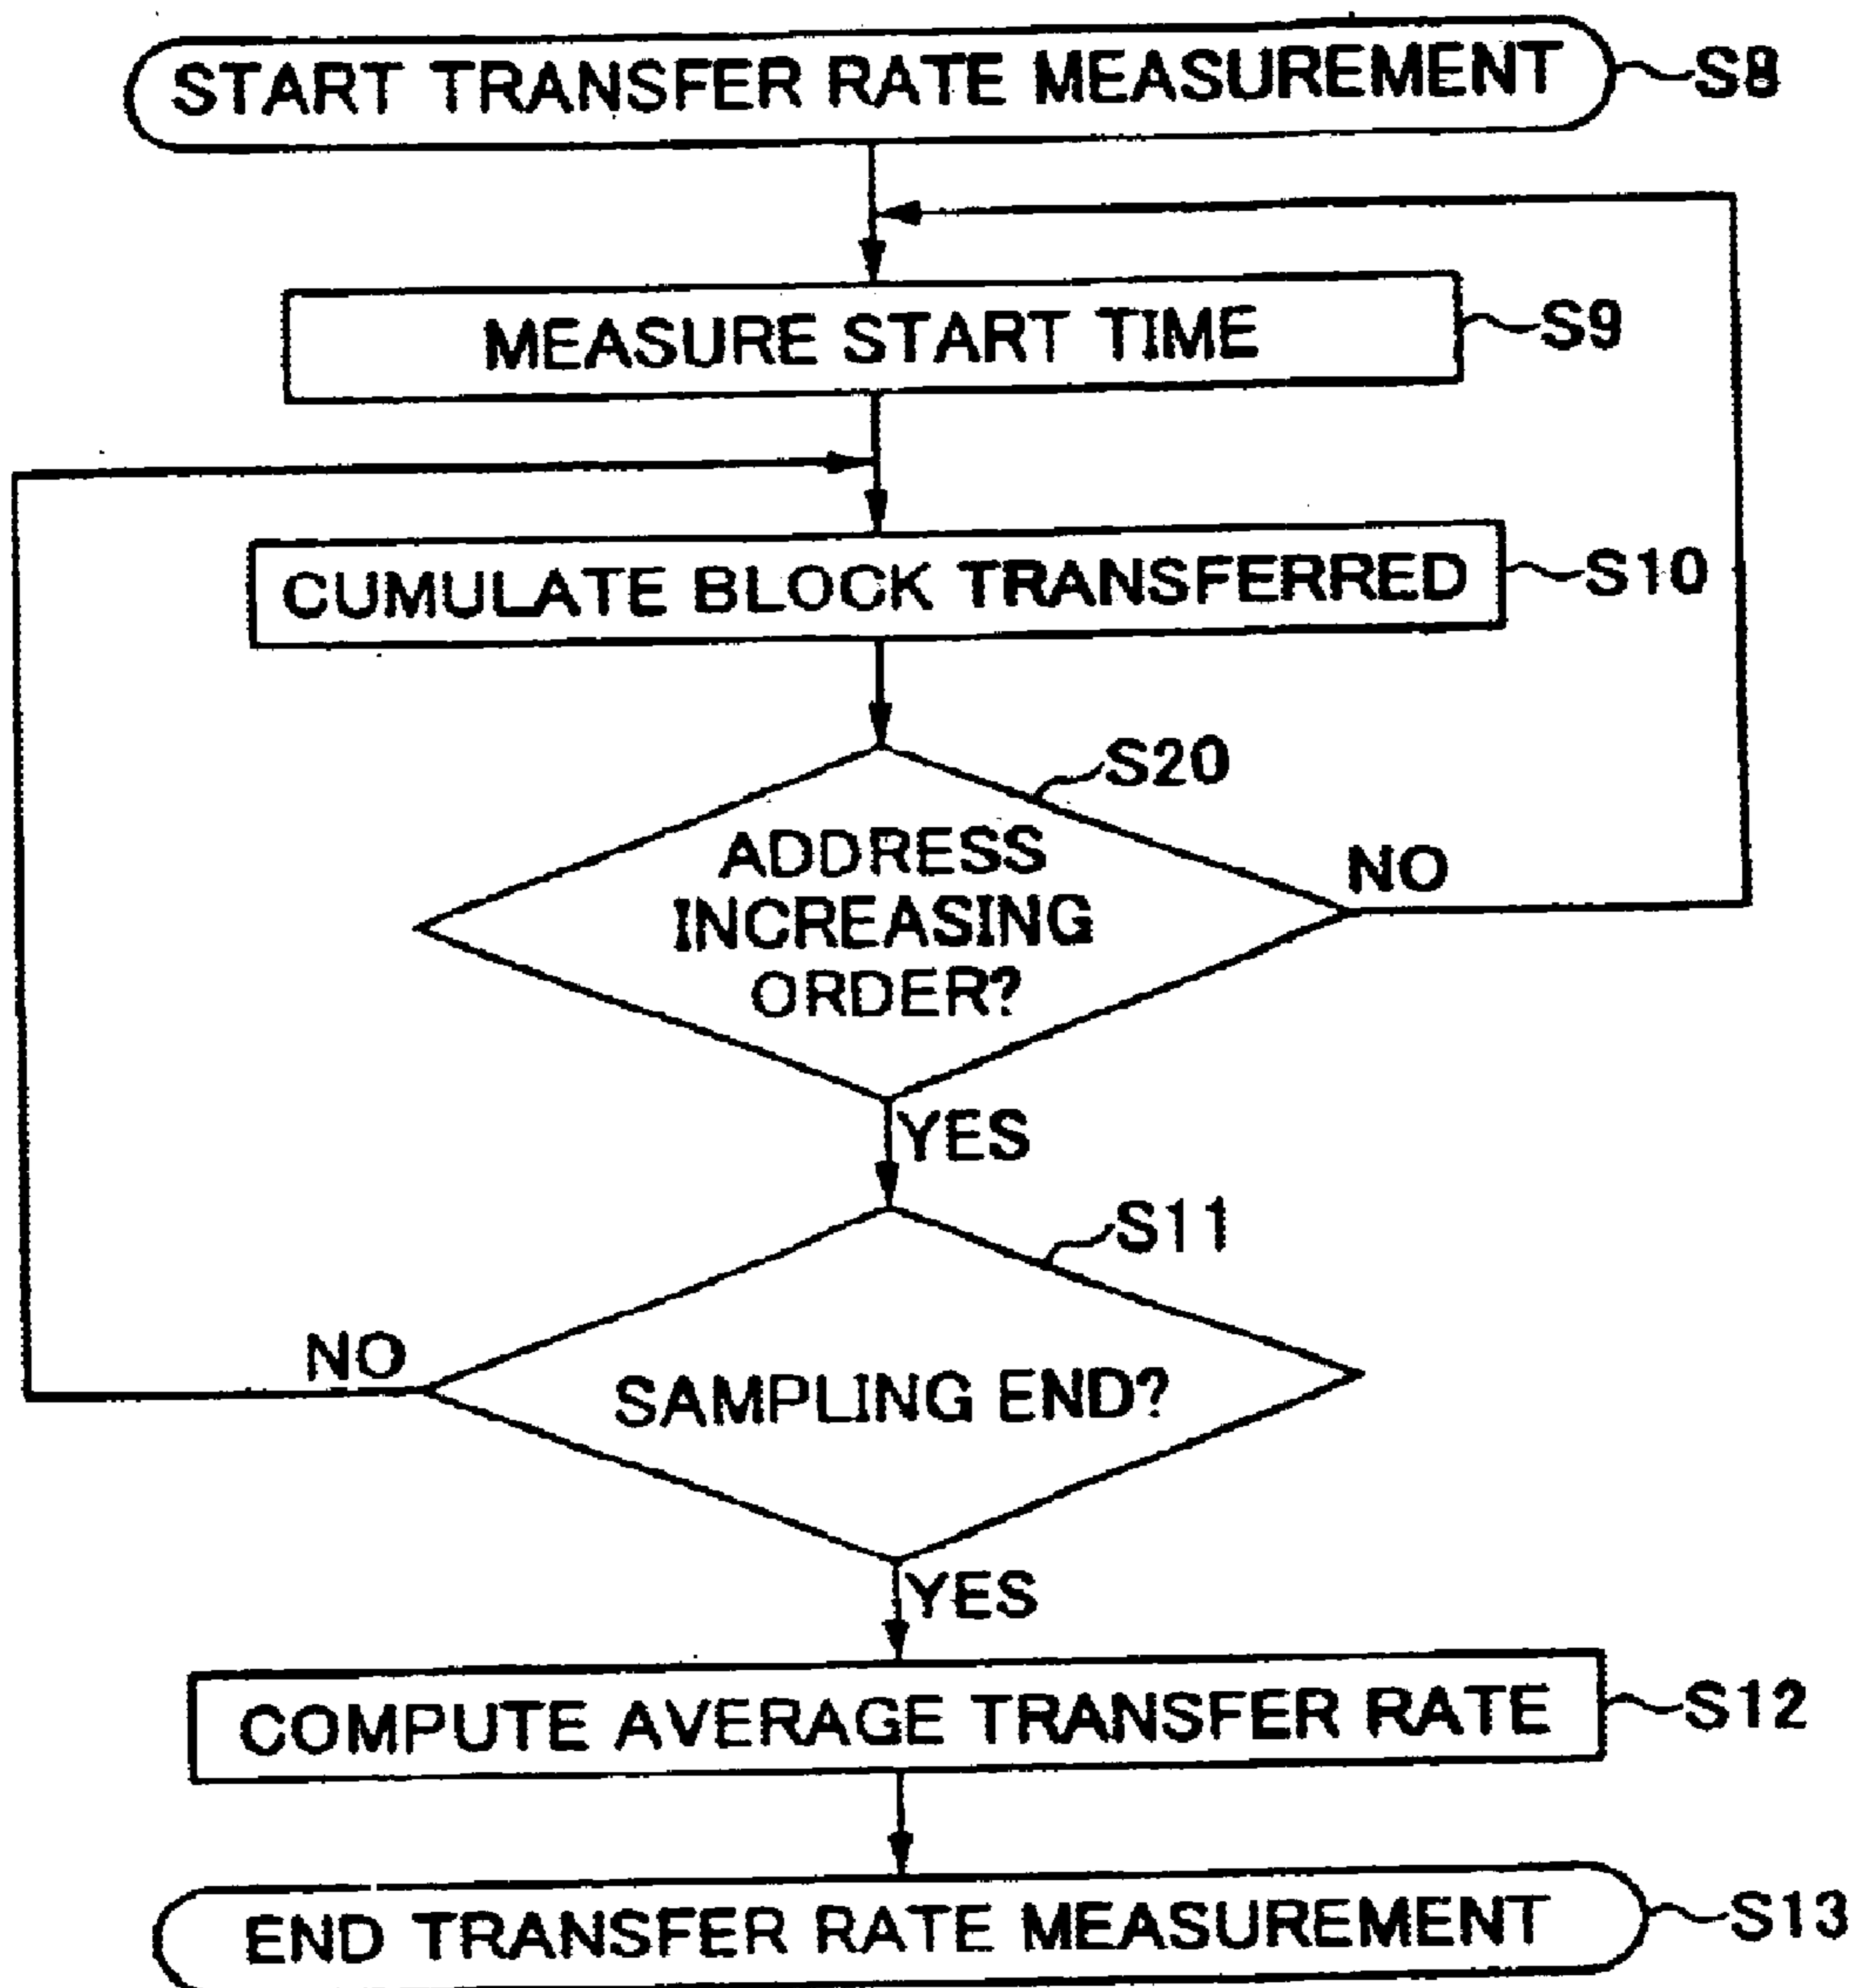 START TRANSFER RATE MEASUREMENT S8
MEASURE START TIME S9
CUMULATE BLOCK TRANSFERRED S10
S20
ADDRESS
INCREASING
ORDER?
NO
YES
S11
NO
SAMPLING END?
YES
COMPUTE AVERAGE TRANSFER RATE S12
END TRANSFER RATE MEASUREMENT S13